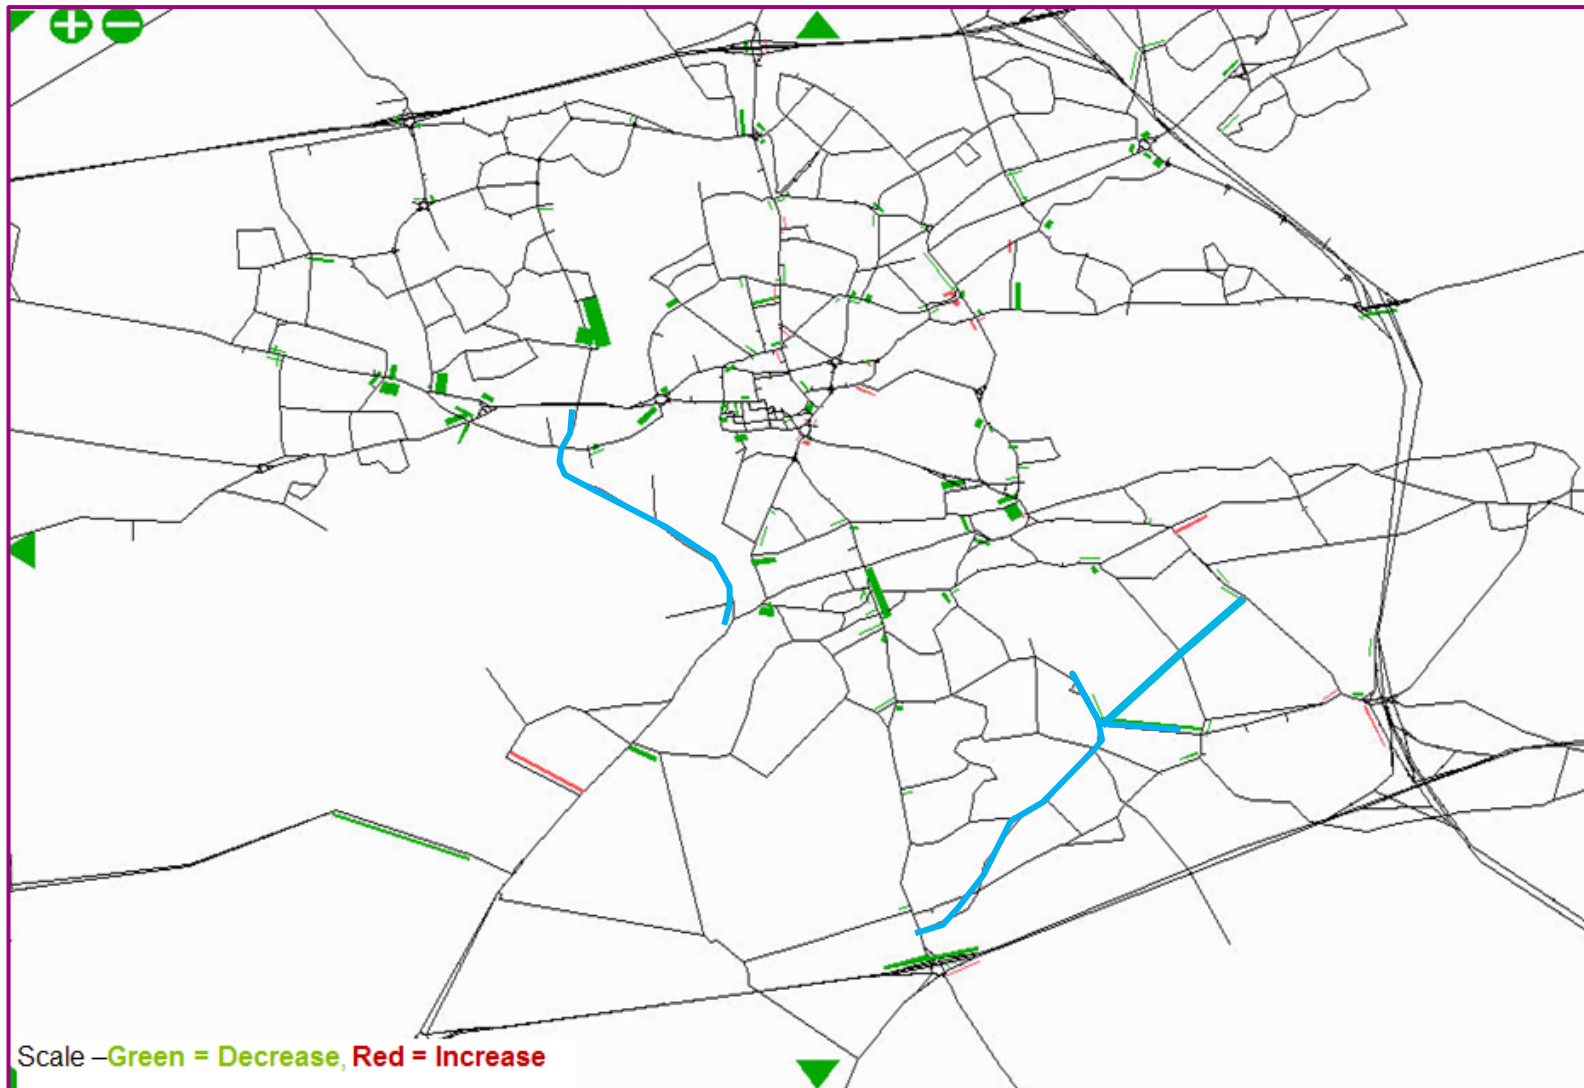 Scale –Green = Decrease, Red = Increase